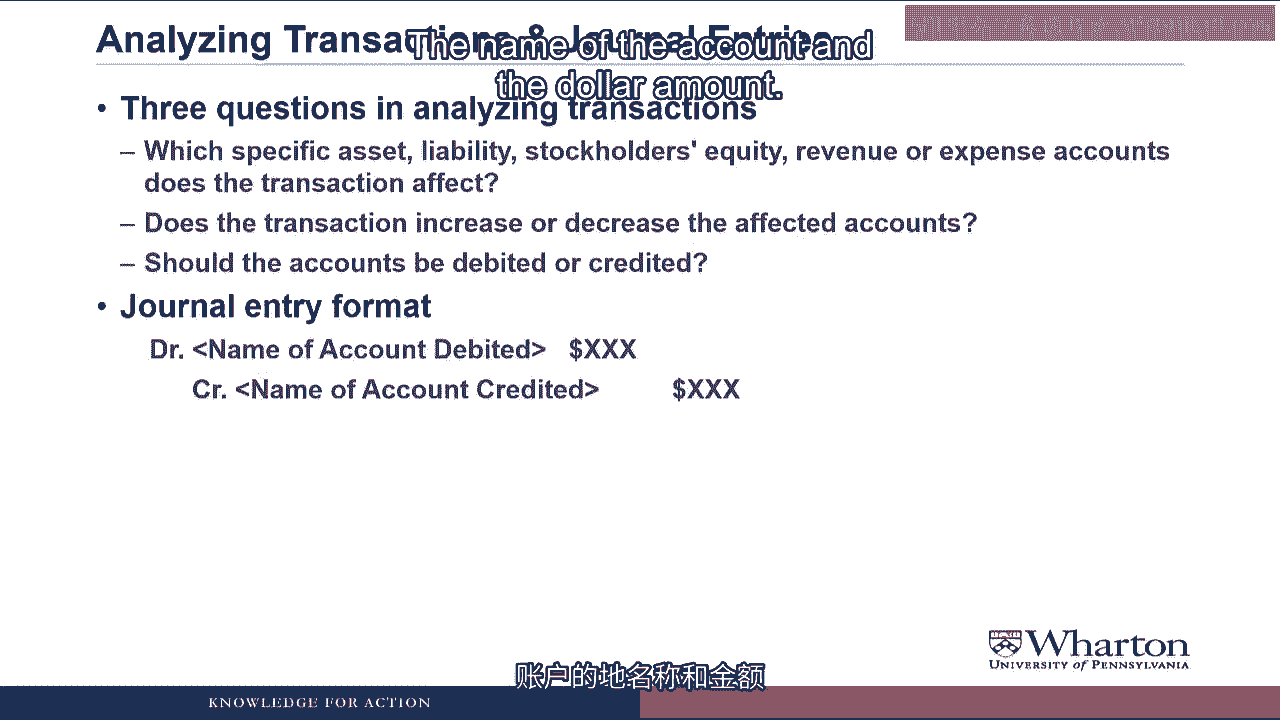 Analyzing Transactions & Journal Entries
The name of the account and
the dollar amount.
• Three questions in analyzing transactions
– Which specific asset, liability, stockholders' equity, revenue or expense accounts
does the transaction affect?
– Does the transaction increase or decrease the affected accounts?
– Should the accounts be debited or credited?
• Journal entry format
Dr. <Name of Account Debited> $XXX
Cr. <Name of Account Credited> $XXX
Wharton
UNIVERSITY of PENNSYLVANIA
账户的地名称和金额
KNOWLEDGE FOR ACTION